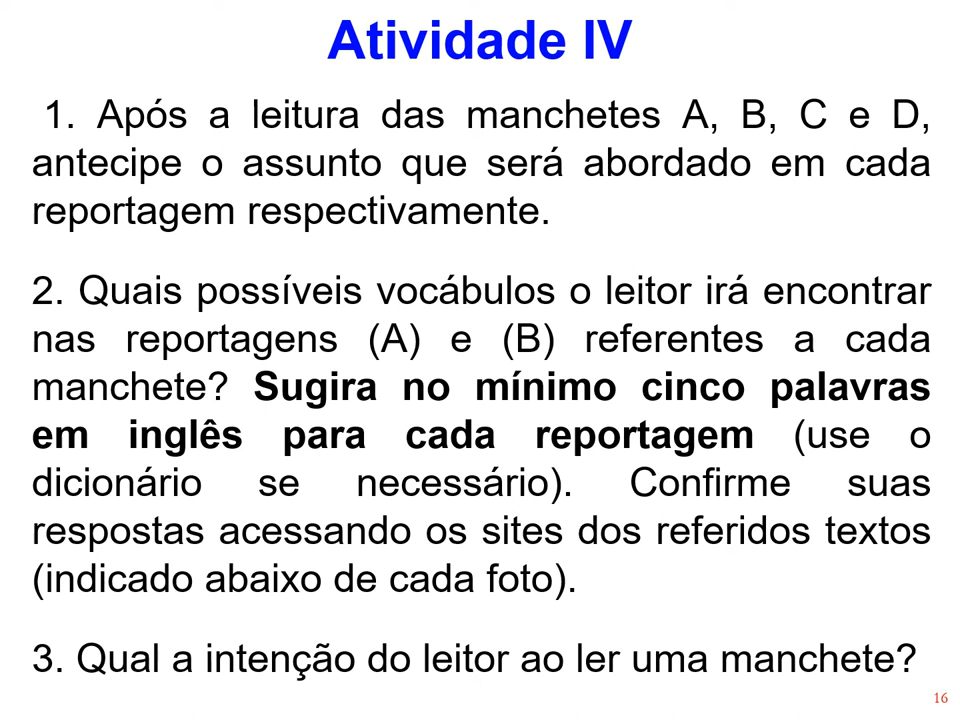 Atividade IV
1. Após a leitura das manchetes A, B, C e D,
antecipe o assunto que será abordado em cada
reportagem respectivamente.
2. Quais possíveis vocábulos o leitor irá encontrar
nas reportagens (A) e (B) referentes a cada
manchete? Sugira no mínimo cinco palavras
em inglês para cada reportagem (use o
dicionário se necessário). Confirme suas
respostas acessando os sites dos referidos textos
(indicado abaixo de cada foto).
3. Qual a intenção do leitor ao ler uma manchete?
16